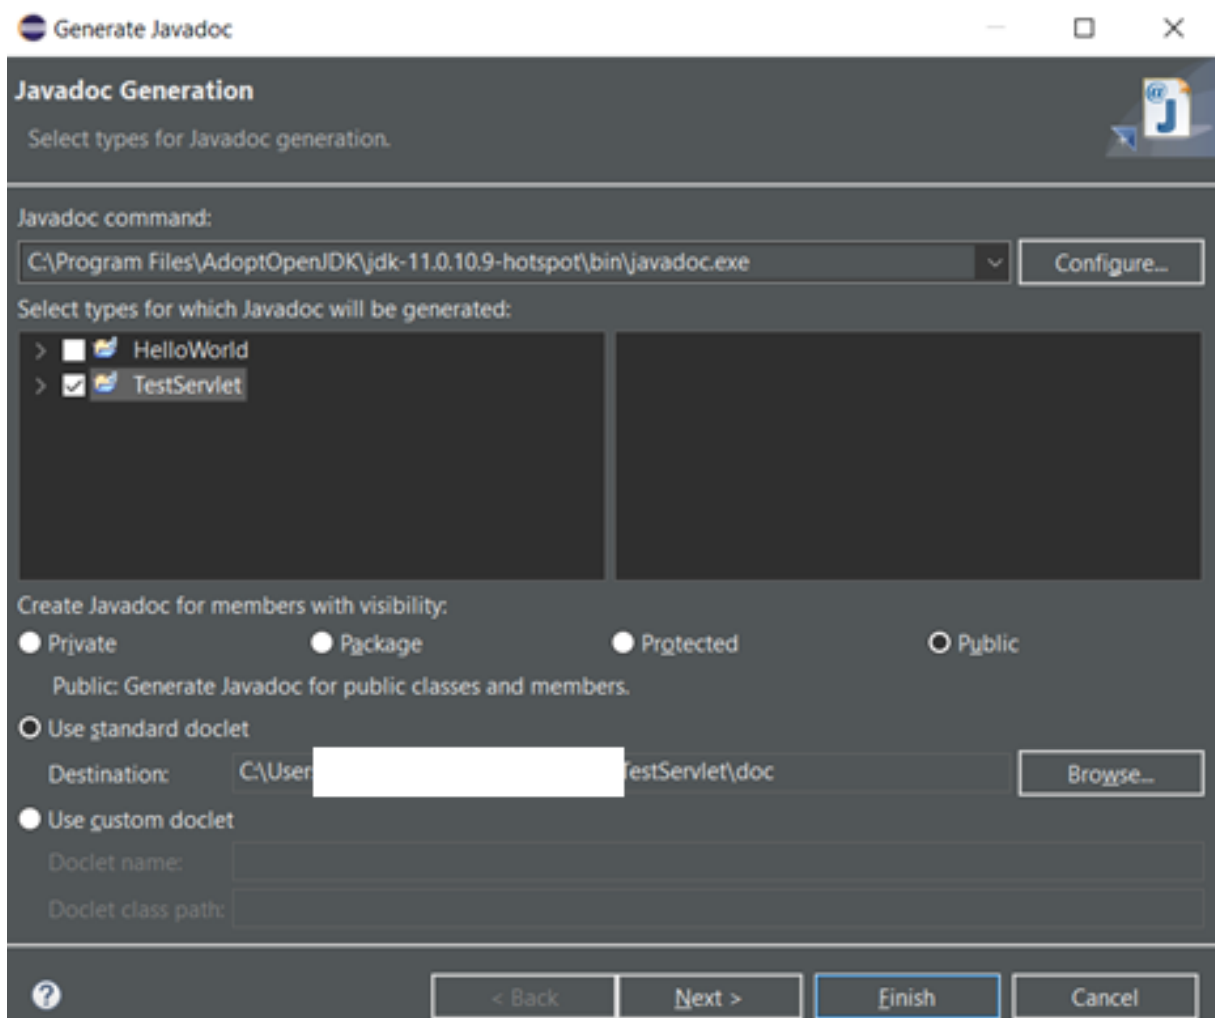 Generate Javadoc
Javadoc Generation
Select types for Javadoc generation.
Javadoc command:
C:\Program Files\AdoptOpenJDK\jdk-11.0.10.9-hotspot\bin\javadoc.exe
Configure...
Select types for which Javadoc will be generated:
HelloWorld
TestServlet
Create Javadoc for members with visibility:
Private Package Protected Public
Public: Generate Javadoc for public classes and members.
Use standard doclet
Destination: C:\User TestServlet\doc Browse...
Use custom doclet
Doclet name:
Doclet class path:
< Back Next > Finish Cancel